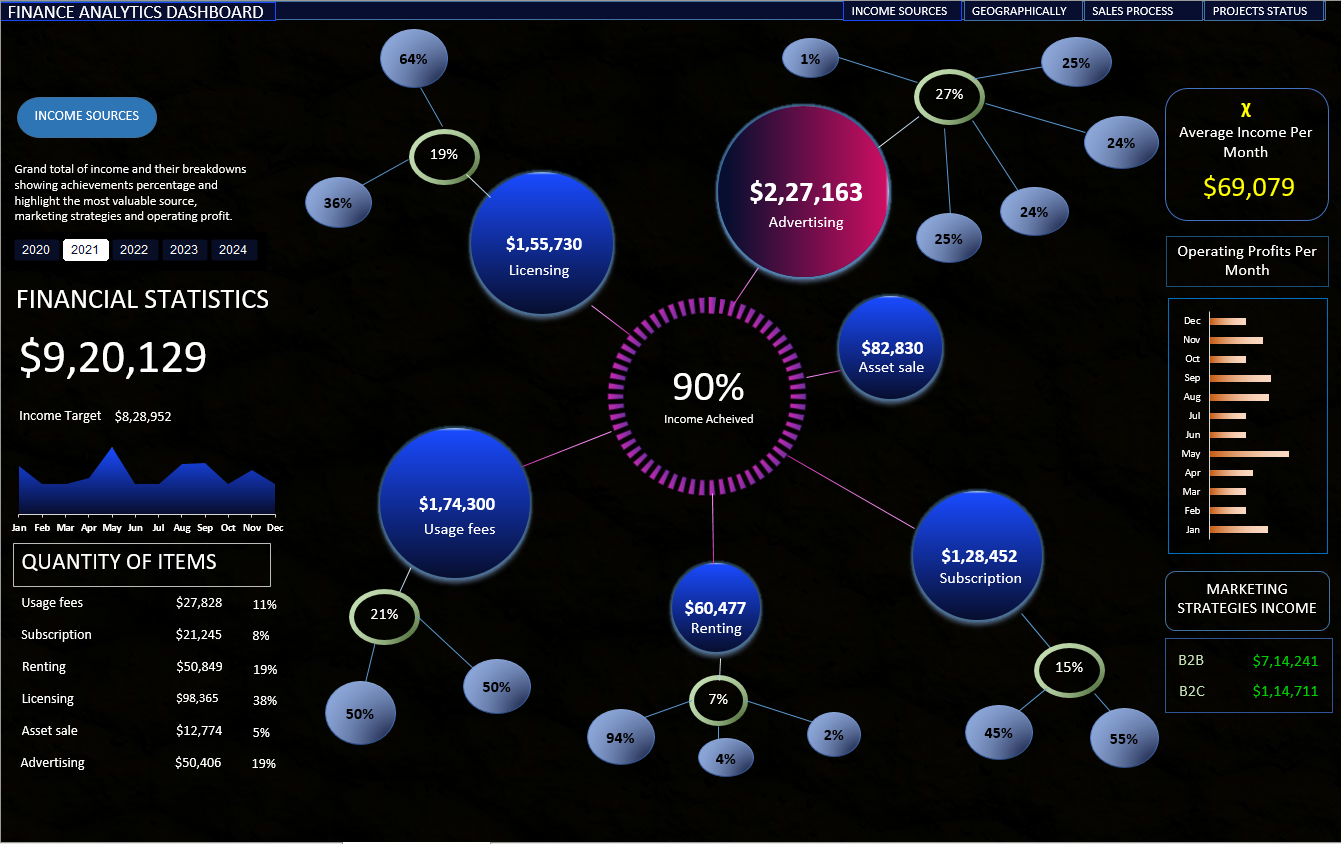 FINANCE ANALYTICS DASHBOARD
INCOME SOURCES
GEOGRAPHICALLY
SALES PROCESS
PROJECTS STATUS
INCOME SOURCES
Grand total of income and their breakdowns
showing achievements percentage and
highlight the most valuable source,
marketing strategies and operating profit.
2020 2021 2022 2023 2024
FINANCIAL STATISTICS
$9,20,129
Income Target $8,28,952
Jan Feb Mar Apr May Jun Jul Aug Sep Oct Nov Dec
QUANTITY OF ITEMS
Usage fees $27,828 11%
Subscription $21,245 8%
Renting $50,849 19%
Licensing $98,365 38%
Asset sale $12,774 5%
Advertising $50,406 19%
64%
19%
36%
$1,55,730
Licensing
1%
27%
25%
24%
24%
25%
$2,27,163
Advertising
$82,830
Asset sale
90%
Income Acheived
$1,74,300
Usage fees
21%
50%
50%
$60,477
Renting
7%
94%
4%
2%
$1,28,452
Subscription
15%
45%
55%
χ
Average Income Per
Month
$69,079
Operating Profits Per
Month
Dec
Nov
Oct
Sep
Aug
Jul
Jun
May
Apr
Mar
Feb
Jan
MARKETING
STRATEGIES INCOME
B2B $7,14,241
B2C $1,14,711